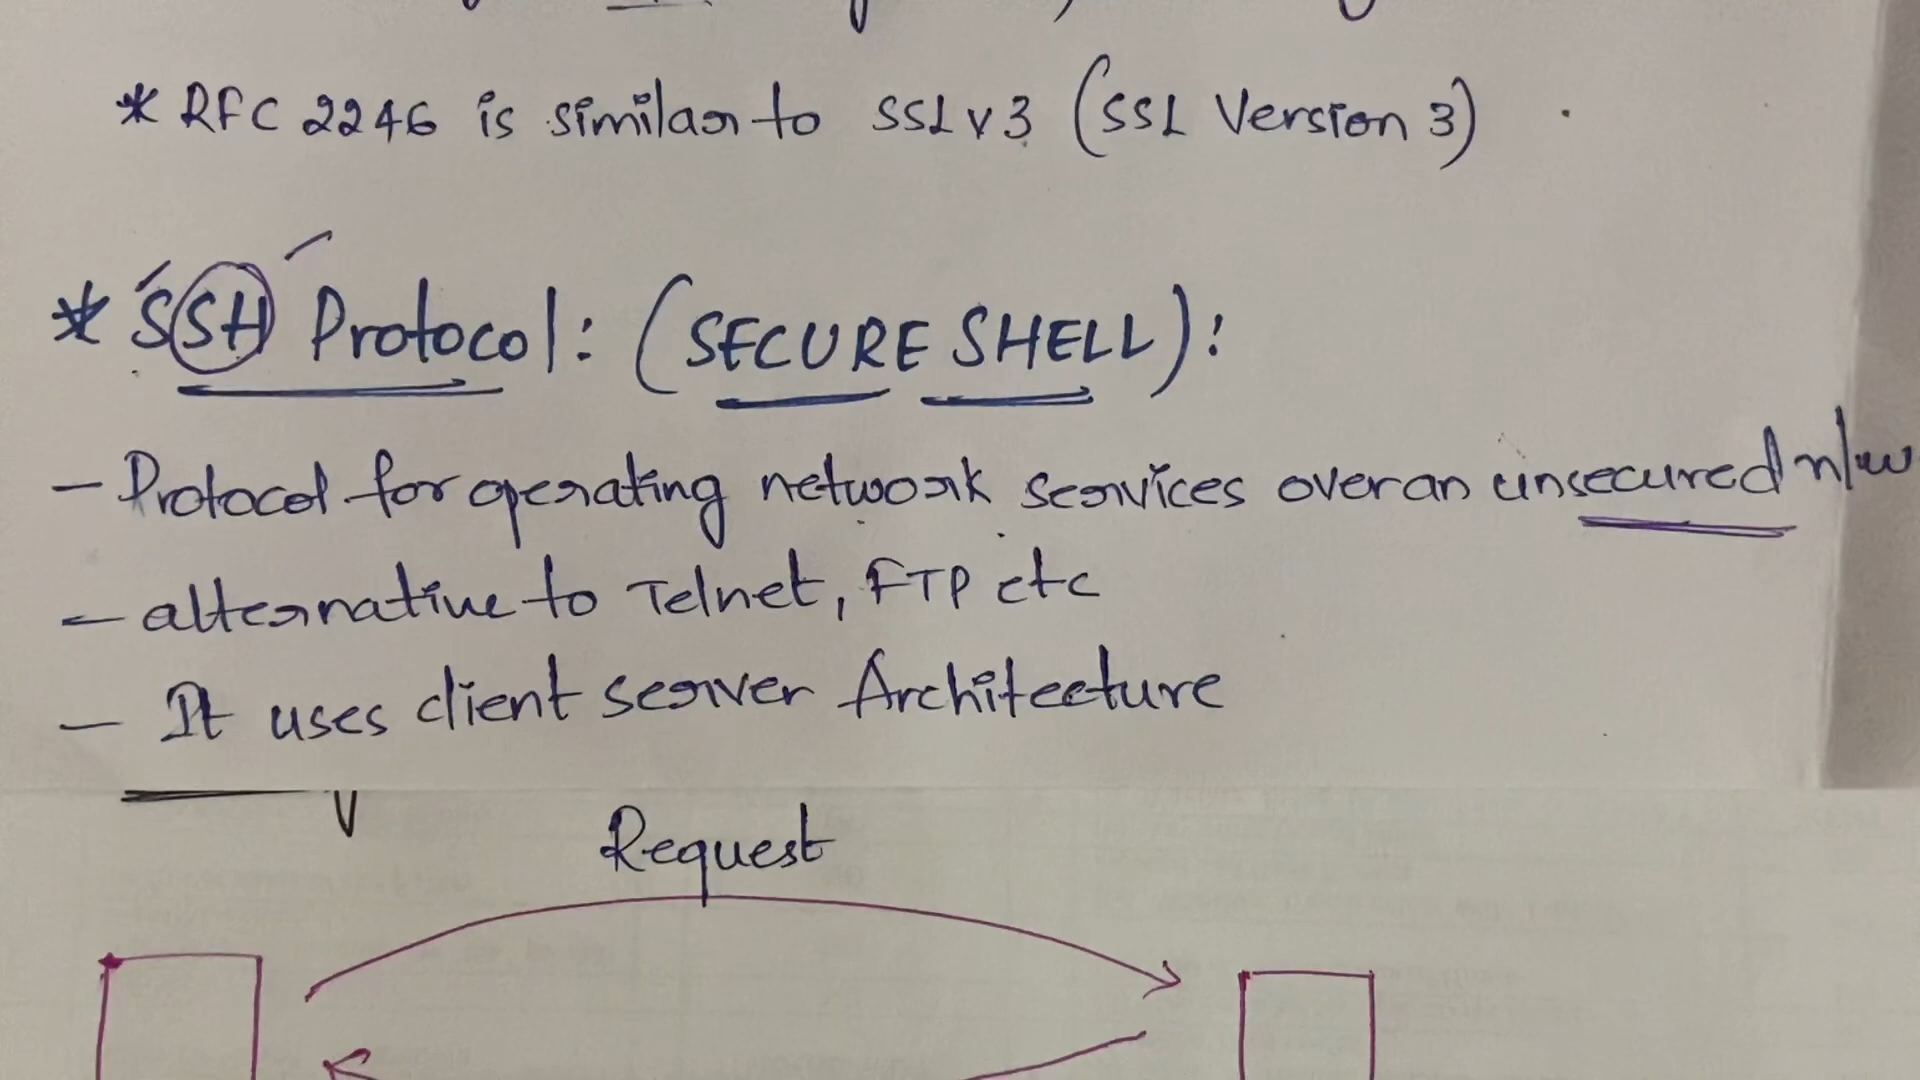 * RFC 2246 is similar to SSL v3 (SSL Version 3)
* SSH Protocol: (SECURE SHELL):
- Protocol for operating network services over an unsecured n/w
- alternative to Telnet, FTP etc
- It uses client server Architecture
Request